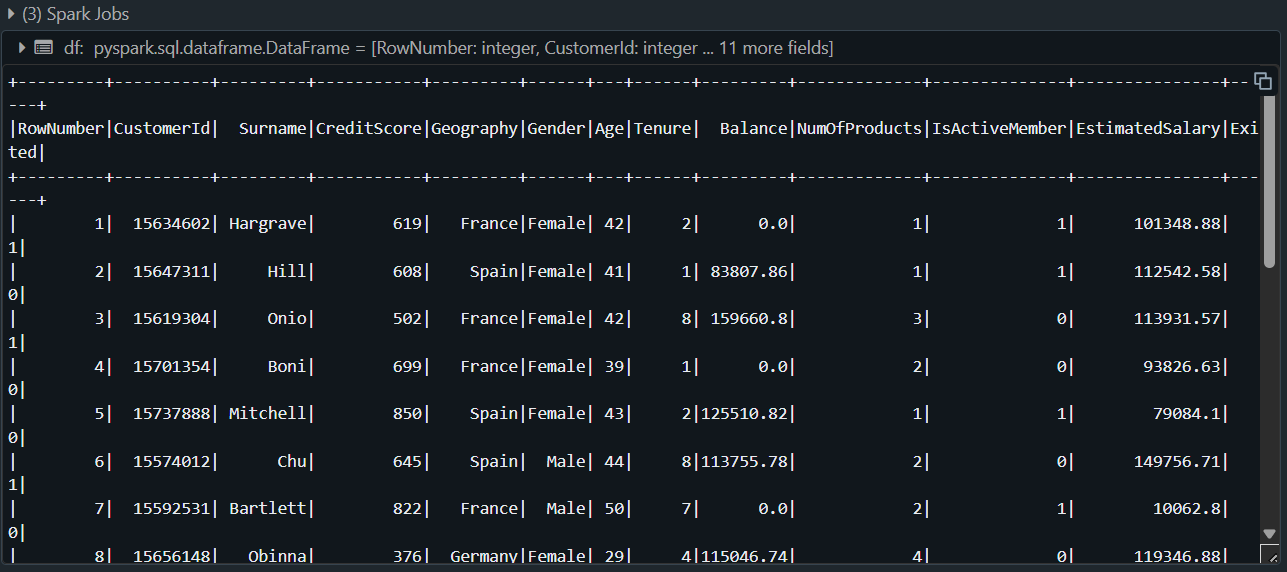 (3) Spark Jobs
df: pyspark.sql.dataframe.DataFrame = [RowNumber: integer, CustomerId: integer ... 11 more fields]
+---------+----------+---------+-----------+---------+------+---+------+---------+-------------+--------------+---------------+--
---+
|RowNumber|CustomerId|  Surname|CreditScore|Geography|Gender|Age|Tenure|  Balance|NumOfProducts|IsActiveMember|EstimatedSalary|Exi
ted|
+---------+----------+---------+-----------+---------+------+---+------+---------+-------------+--------------+---------------+---
---+
|        1|  15634602| Hargrave|        619|   France|Female| 42|     2|      0.0|            1|             1|      101348.88|
1|
|        2|  15647311|     Hill|        608|    Spain|Female| 41|     1| 83807.86|            1|             1|      112542.58|
0|
|        3|  15619304|     Onio|        502|   France|Female| 42|     8| 159660.8|            3|             0|      113931.57|
1|
|        4|  15701354|     Boni|        699|   France|Female| 39|     1|      0.0|            2|             0|       93826.63|
0|
|        5|  15737888| Mitchell|        850|    Spain|Female| 43|     2|125510.82|            1|             1|        79084.1|
0|
|        6|  15574012|      Chu|        645|    Spain|  Male| 44|     8|113755.78|            2|             0|      149756.71|
1|
|        7|  15592531| Bartlett|        822|   France|  Male| 50|     7|      0.0|            2|             1|        10062.8|
0|
|        8|  15656148|   Obinna|        376|  Germany|Female| 29|     4|115046.74|            4|             0|      119346.88|